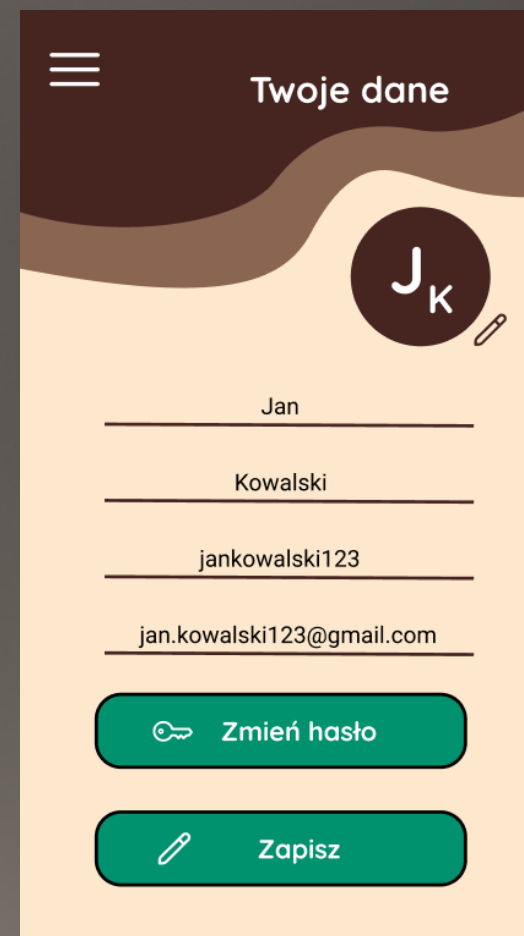 Twoje dane
JK
Jan
Kowalski
jankowalski123
jan.kowalski123@gmail.com
Zmień hasło
Zapisz